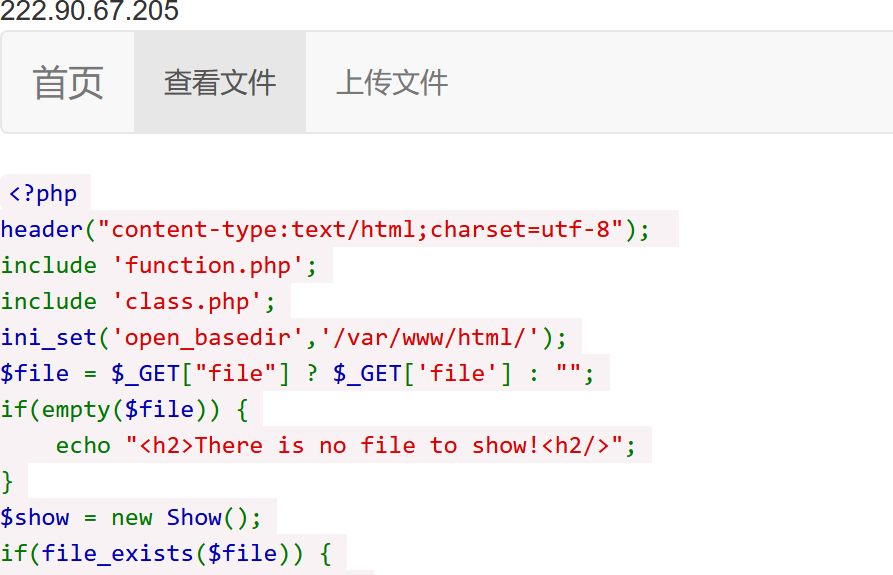 222.90.67.205
首页 查看文件 上传文件
<?php
header("content-type:text/html;charset=utf-8");
include 'function.php';
include 'class.php';
ini_set('open_basedir','/var/www/html/');
$file = $_GET["file"] ? $_GET['file'] : "";
if(empty($file)) {
    echo "<h2>There is no file to show!<h2/>";
}
$show = new Show();
if(file_exists($file)) {